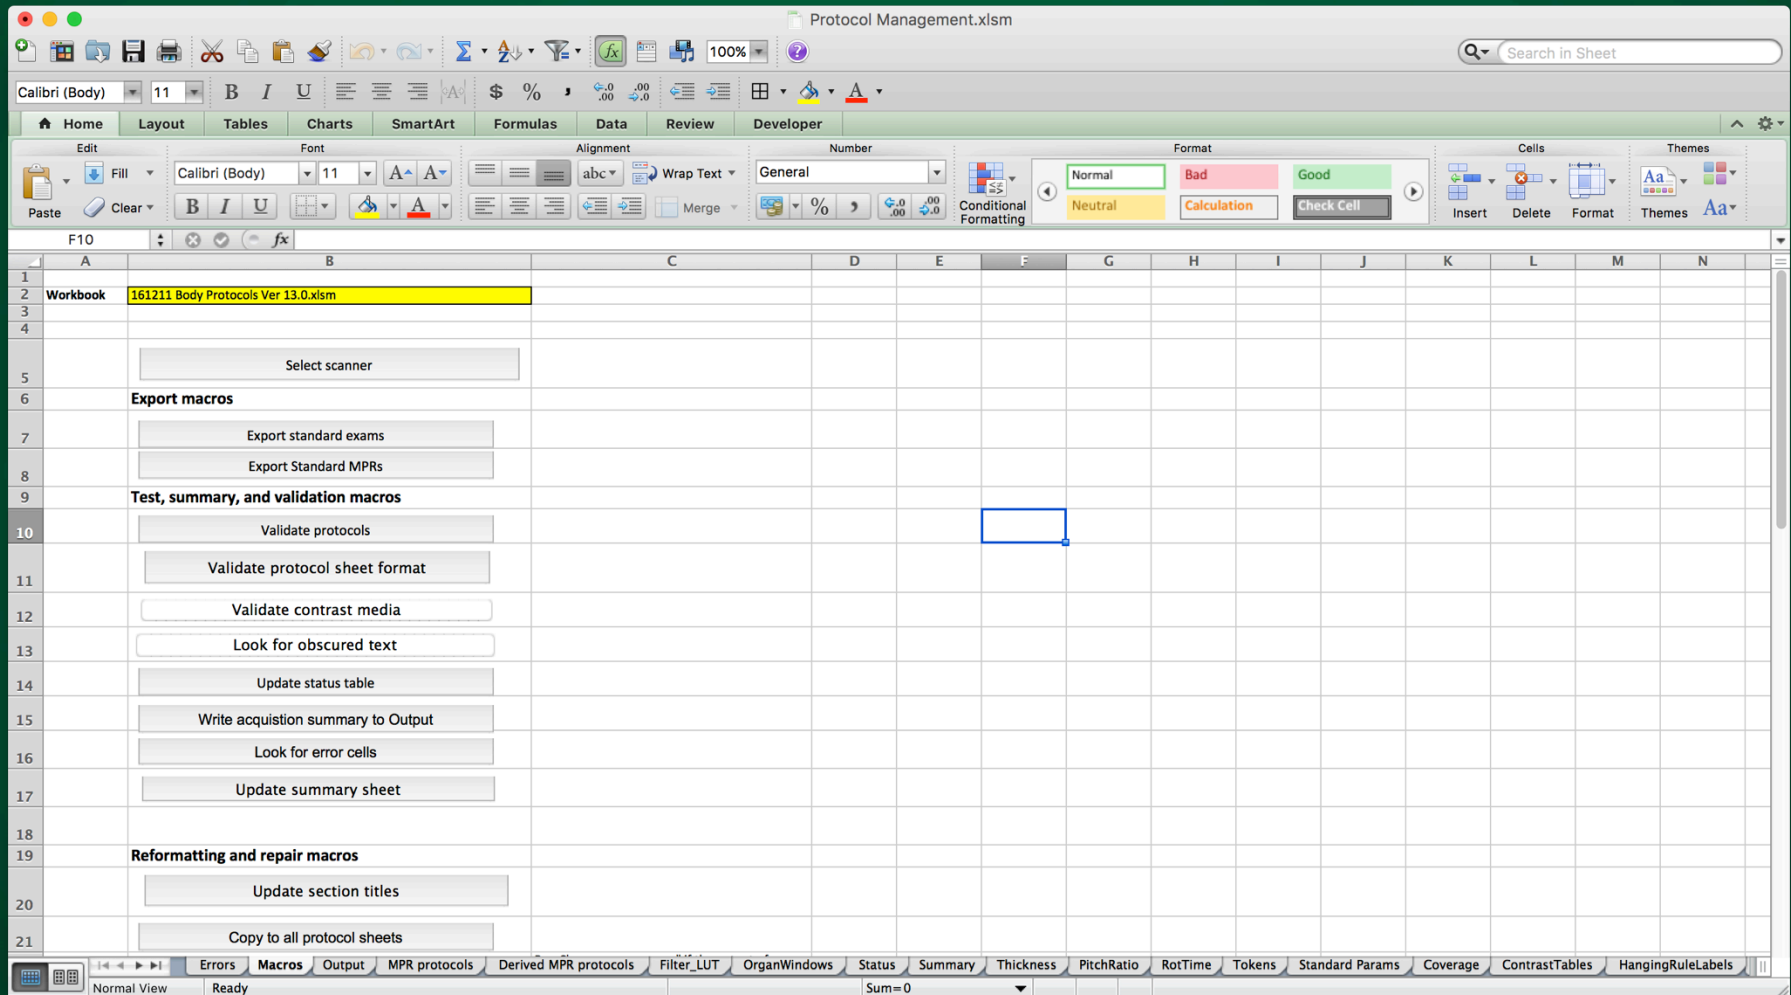 Protocol Management.xlsm
100%
Search in Sheet
Calibri (Body) 11 B I U $ % A
Home Layout Tables Charts SmartArt Formulas Data Review Developer
Edit Font Alignment Number Format Cells Themes
Fill Calibri (Body) 11 A A abc Wrap Text General Normal Bad Good
Paste Clear B I U A Merge % Conditional Formatting Neutral Calculation Check Cell Insert Delete Format Themes Aa
F10 fx
A B C D E F G H I J K L M N
1
2 Workbook 161211 Body Protocols Ver 13.0.xlsm
3
4
5 Select scanner
6 Export macros
7 Export standard exams
8 Export Standard MPRs
9 Test, summary, and validation macros
10 Validate protocols
11 Validate protocol sheet format
12 Validate contrast media
13 Look for obscured text
14 Update status table
15 Write acquistion summary to Output
16 Look for error cells
17 Update summary sheet
18
19 Reformatting and repair macros
20 Update section titles
21 Copy to all protocol sheets
Errors Macros Output MPR protocols Derived MPR protocols Filter_LUT OrganWindows Status Summary Thickness PitchRatio RotTime Tokens Standard Params Coverage ContrastTables HangingRuleLabels
Normal View Ready Sum=0